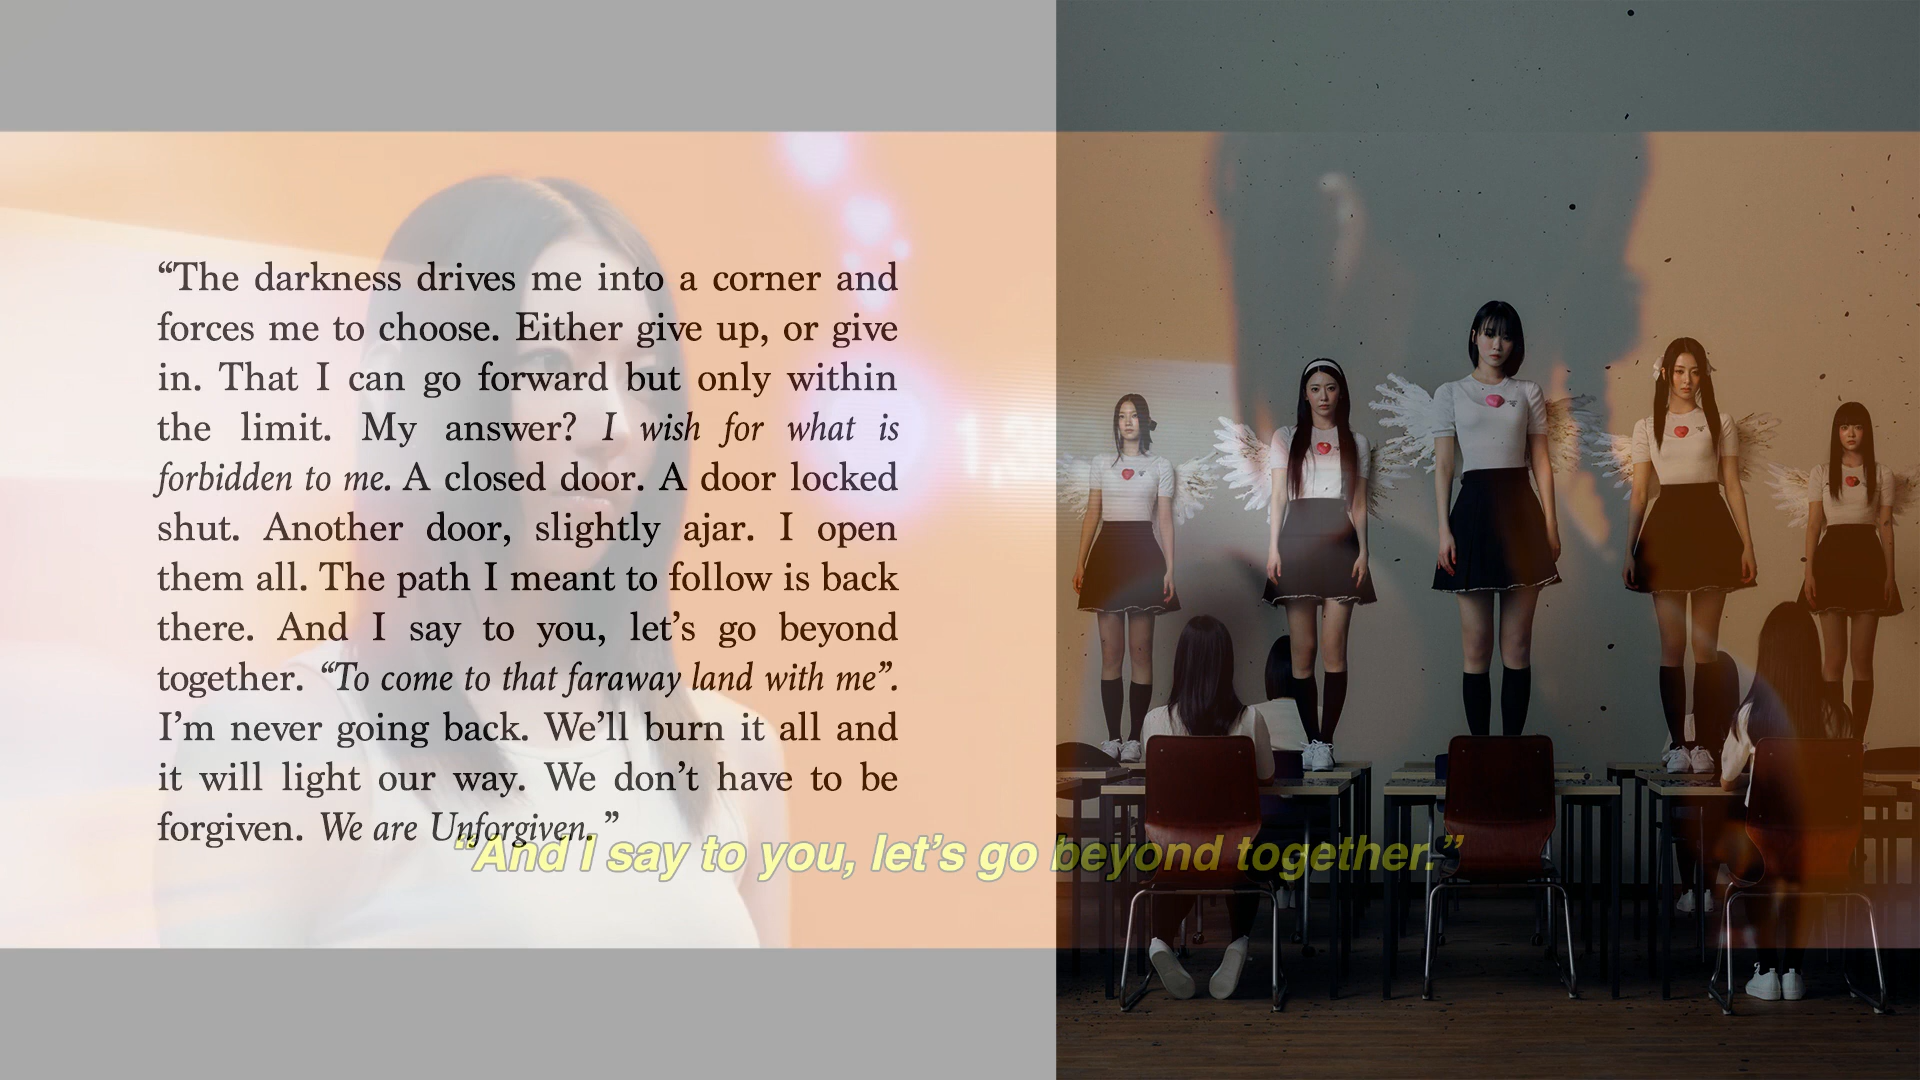 “The darkness drives me into a corner and
forces me to choose. Either give up, or give
in. That I can go forward but only within
the limit. My answer? I wish for what is
forbidden to me. A closed door. A door locked
shut. Another door, slightly ajar. I open
them all. The path I meant to follow is back
there. And I say to you, let’s go beyond
together. “To come to that faraway land with me”.
I’m never going back. We’ll burn it all and
it will light our way. We don’t have to be
forgiven. We are Unforgiven. ”
“And I say to you, let’s go beyond together.”